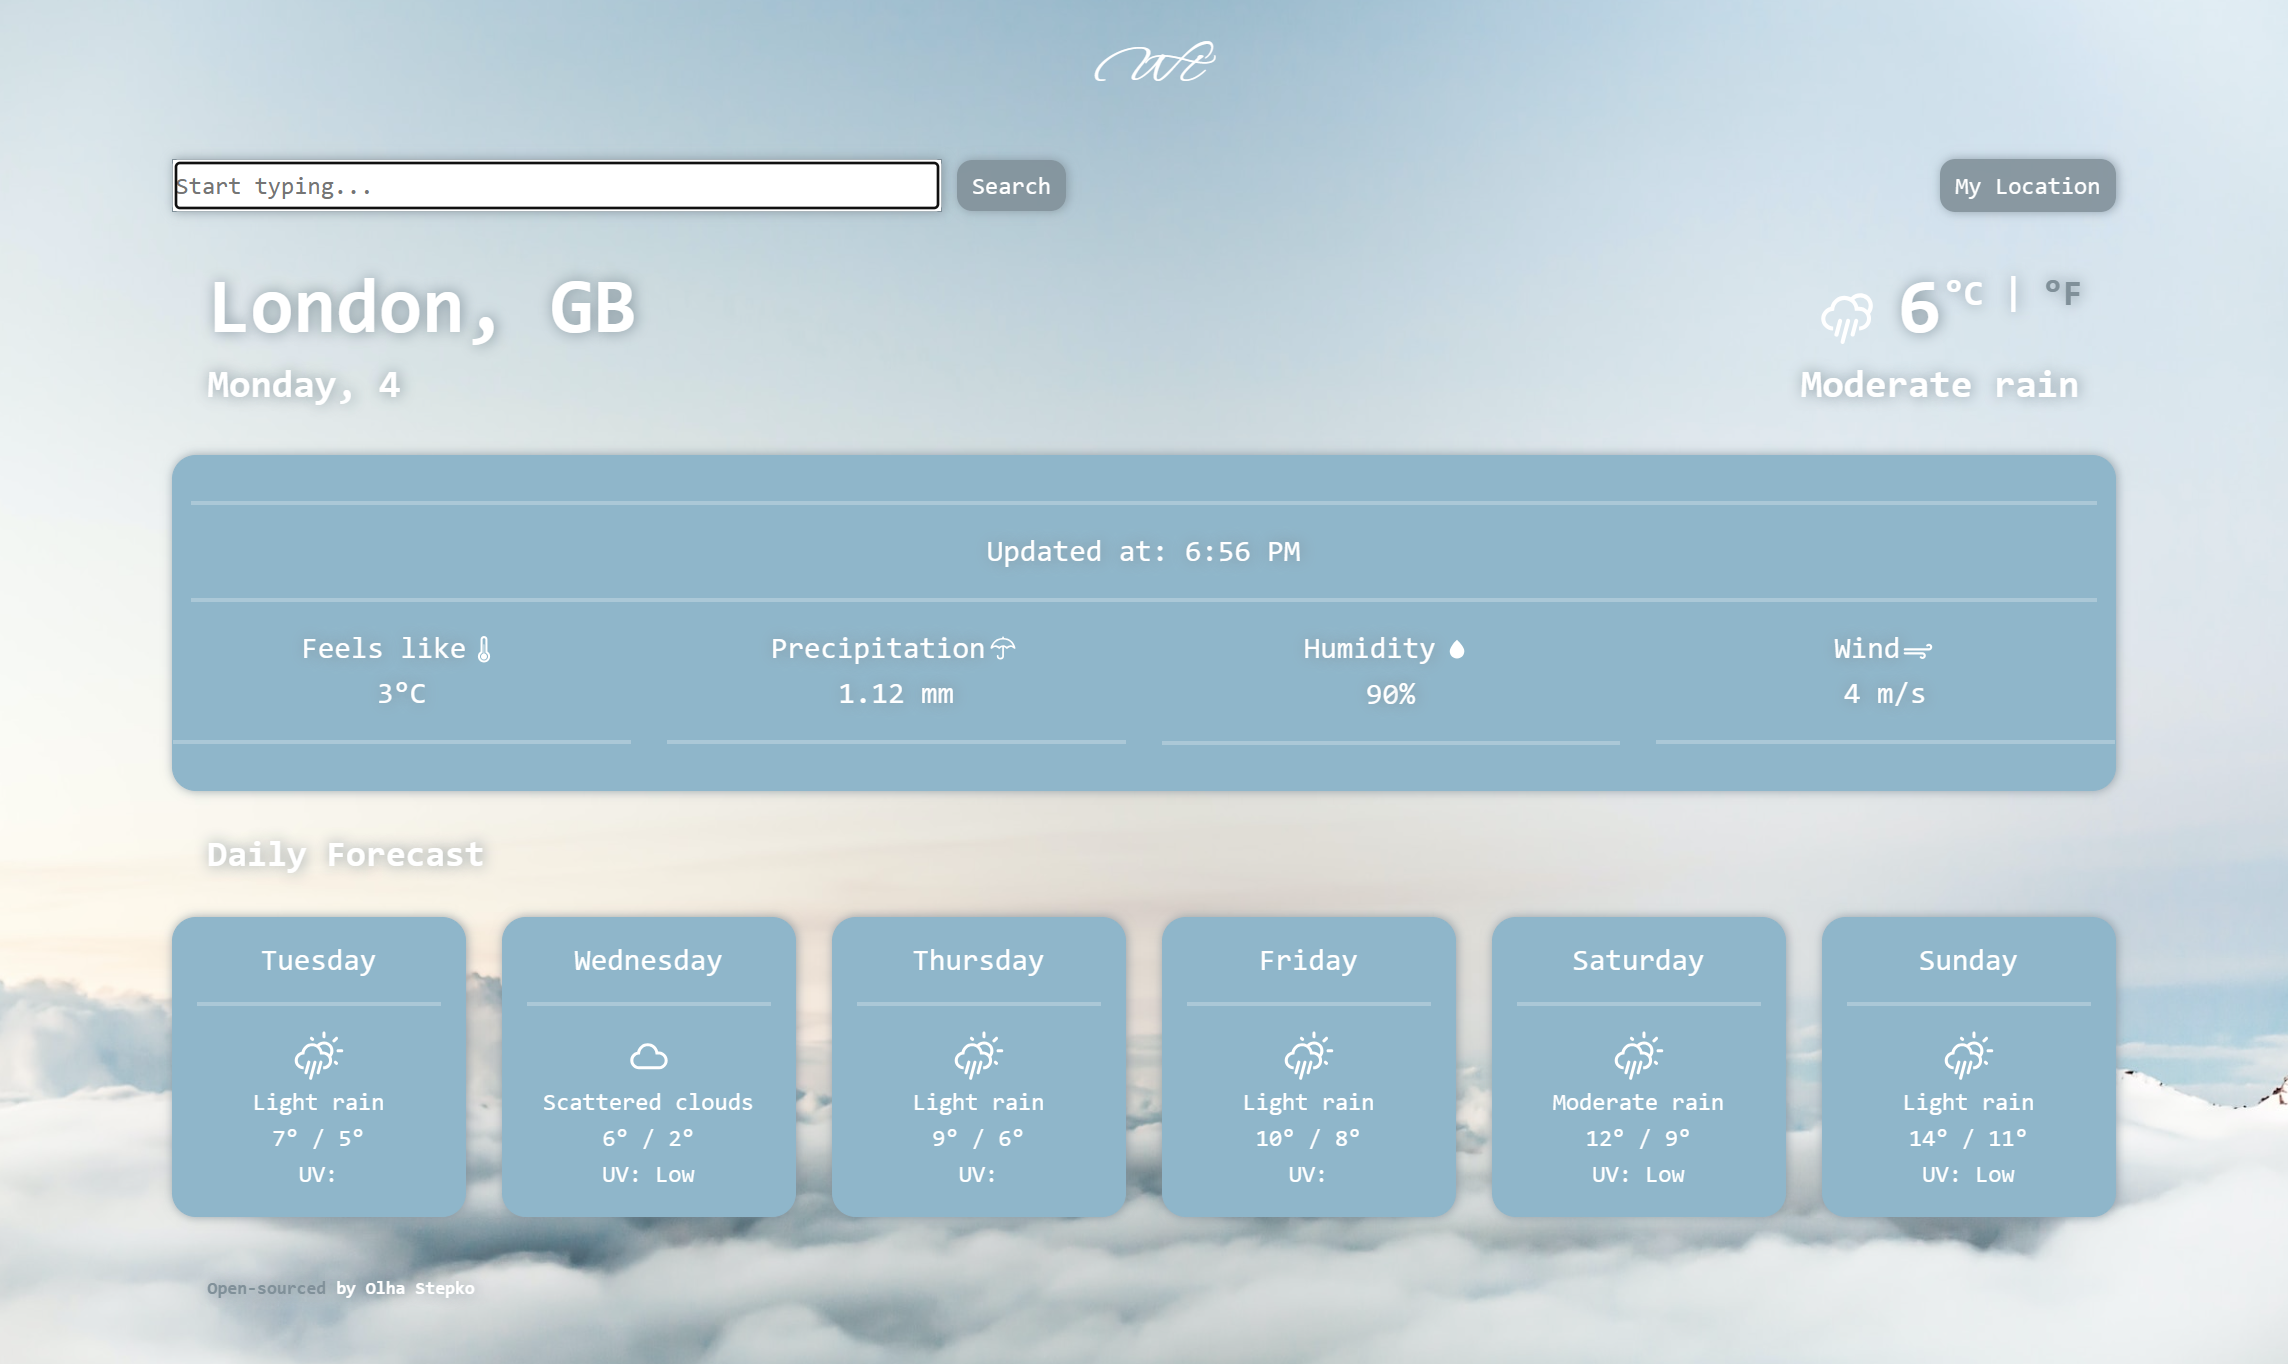 We
Start typing...
Search
My Location
London, GB
6°C | °F
Monday, 4
Moderate rain
Updated at: 6:56 PM
Feels like
3°C
Precipitation
1.12 mm
Humidity
90%
Wind
4 m/s
Daily Forecast
Tuesday
Light rain
7° / 5°
UV:
Wednesday
Scattered clouds
6° / 2°
UV: Low
Thursday
Light rain
9° / 6°
UV:
Friday
Light rain
10° / 8°
UV:
Saturday
Moderate rain
12° / 9°
UV: Low
Sunday
Light rain
14° / 11°
UV: Low
Open-sourced by Olha Stepko